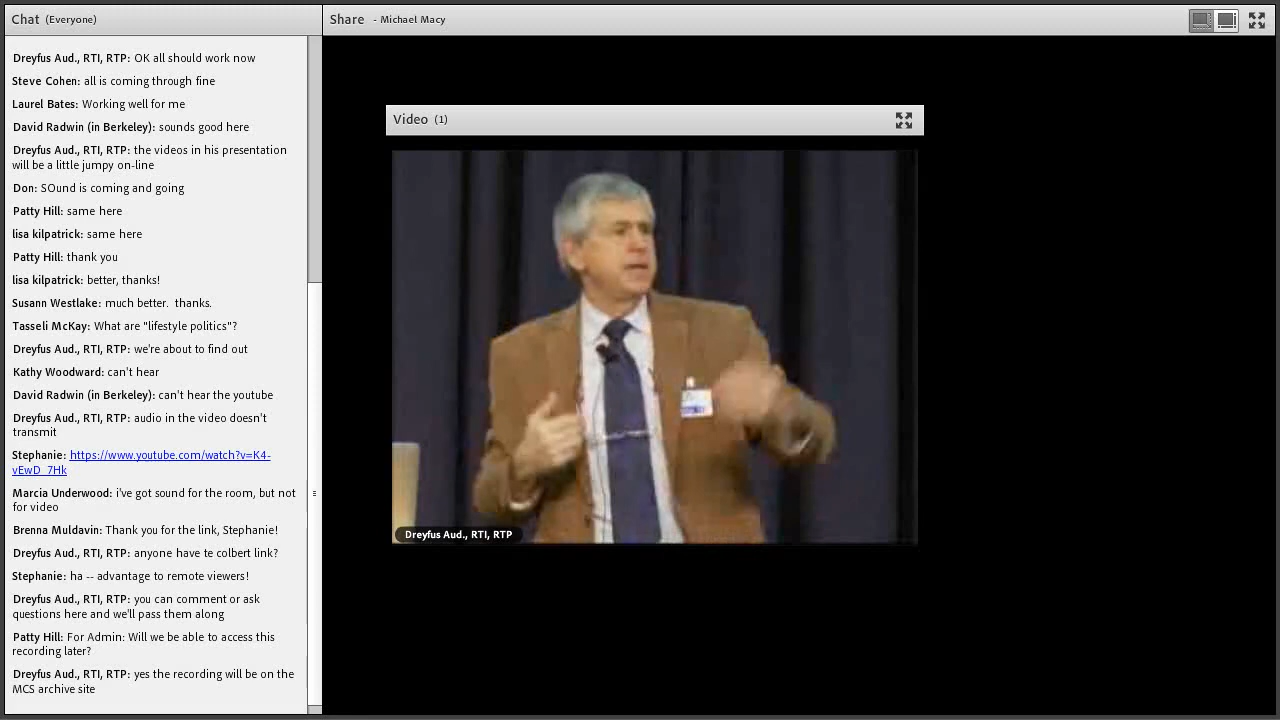 Chat (Everyone)
Dreyfus Aud., RTI, RTP: OK all should work now
Steve Cohen: all is coming through fine
Laurel Bates: Working well for me
David Radwin (in Berkeley): sounds good here
Dreyfus Aud., RTI, RTP: the videos in his presentation
will be a little jumpy on-line
Don: SOund is coming and going
Patty Hill: same here
lisa kilpatrick: same here
Patty Hill: thank you
lisa kilpatrick: better, thanks!
Susann Westlake: much better.  thanks.
Tasseli McKay: What are "lifestyle politics"?
Dreyfus Aud., RTI, RTP: we're about to find out
Kathy Woodward: can't hear
David Radwin (in Berkeley): can't hear the youtube
Dreyfus Aud., RTI, RTP: audio in the video doesn't
transmit
Stephanie: https://www.youtube.com/watch?v=K4-
vEwD_7Hk
Marcia Underwood: i've got sound for the room, but not
for video
Brenna Muldavin: Thank you for the link, Stephanie!
Dreyfus Aud., RTI, RTP: anyone have te colbert link?
Stephanie: ha -- advantage to remote viewers!
Dreyfus Aud., RTI, RTP: you can comment or ask
questions here and we'll pass them along
Patty Hill: For Admin: Will we be able to access this
recording later?
Dreyfus Aud., RTI, RTP: yes the recording will be on the
MCS archive site
Share - Michael Macy
Video (1)
Dreyfus Aud., RTI, RTP